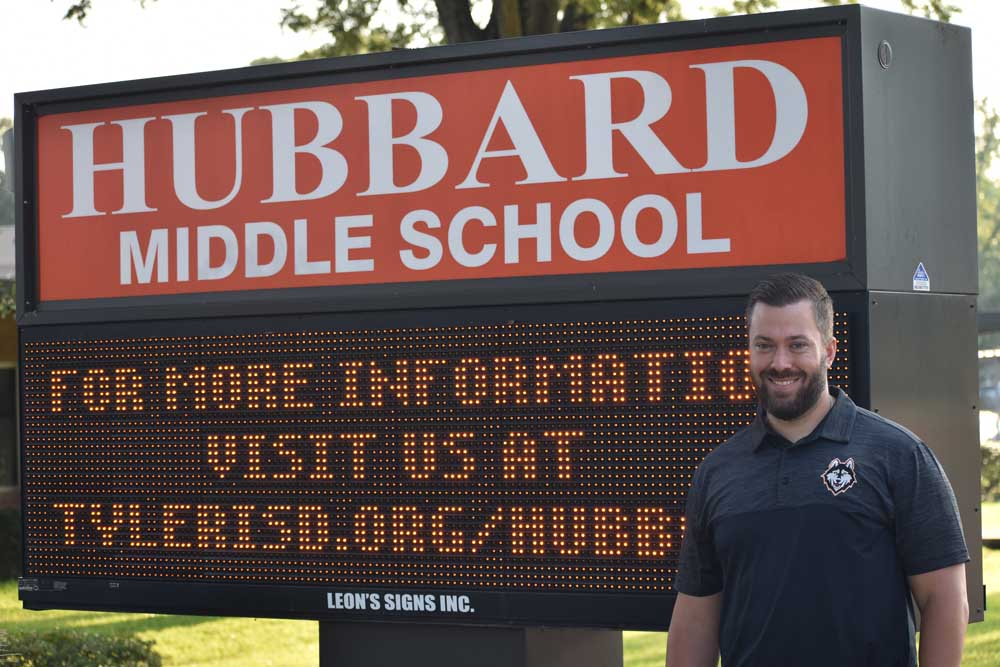 HUBBARD
MIDDLE SCHOOL
FOR MORE INFORMATIO
VISIT US AT
TYLERISD.ORG/HUBB
LEON'S SIGNS INC.